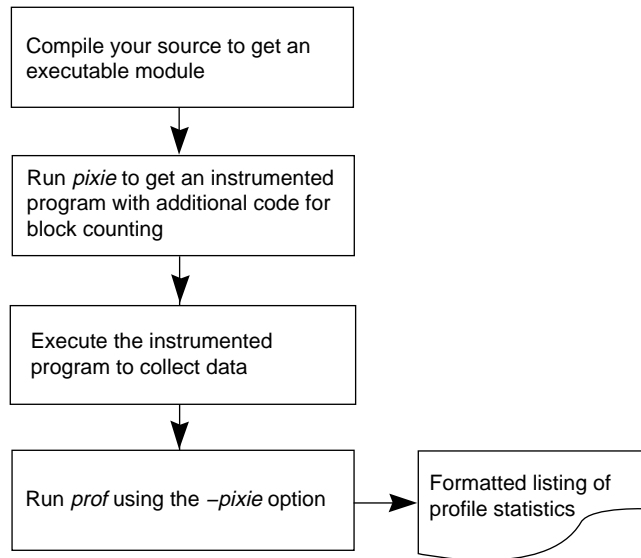 Compile your source to get an
executable module
Run pixie to get an instrumented
program with additional code for
block counting
Execute the instrumented
program to collect data
Run prof using the –pixie option
Formatted listing of
profile statistics